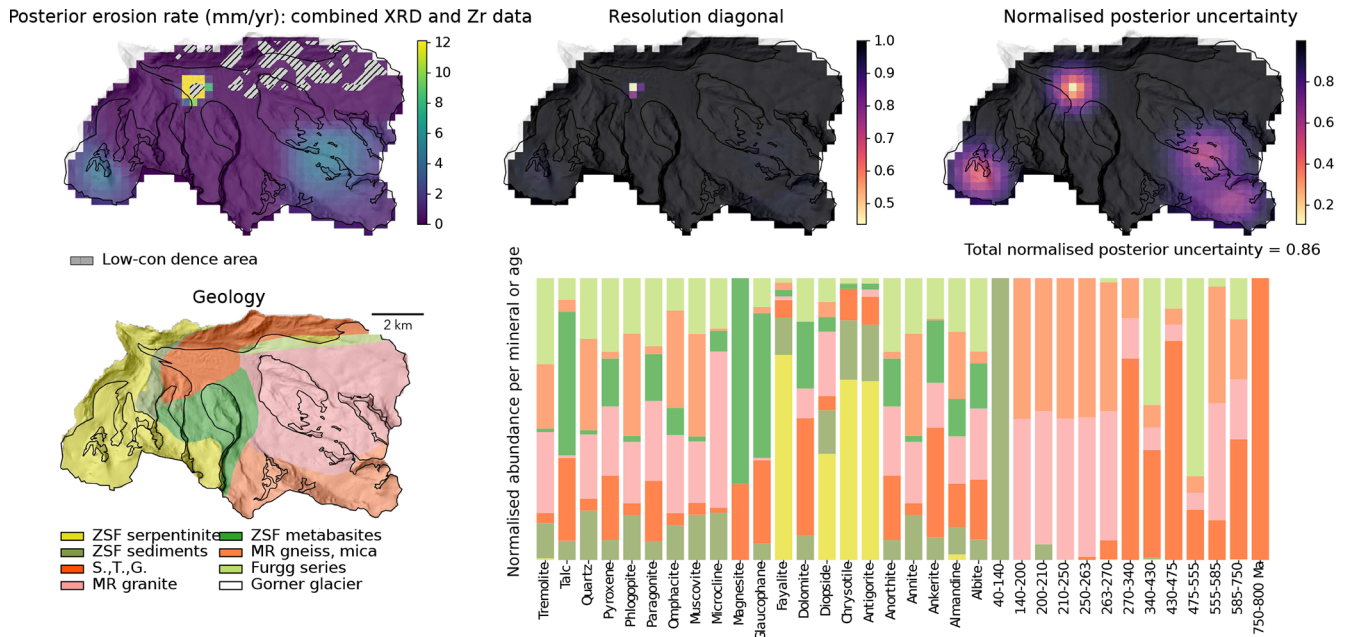 Posterior erosion rate (mm/yr): combined XRD and Zr data
Resolution diagonal
Normalised posterior uncertainty
12
10
8
6
4
2
0
1.0
0.9
0.8
0.7
0.6
0.5
0.8
0.6
0.4
0.2
Low-con dence area
Total normalised posterior uncertainty = 0.86
Geology
2 km
ZSF serpentinite
ZSF sediments
S.,T.,G.
MR granite
ZSF metabasites
MR gneiss, mica
Furgg series
Gorner glacier
Normalised abundance per mineral or age
Tremolite
Talc
Quartz
Pyroxene
Phlogopite
Paragonite
Omphacite
Muscovite
Microcline
Magnesite
Glaucophane
Fayalite
Dolomite
Diopside
Chrysotile
Antigorite
Anorthite
Annite
Ankerite
Almandine
Albite
40-140
140-200
200-210
210-250
250-263
263-270
270-340
340-430
430-475
475-555
555-585
585-750
750-800 Ma